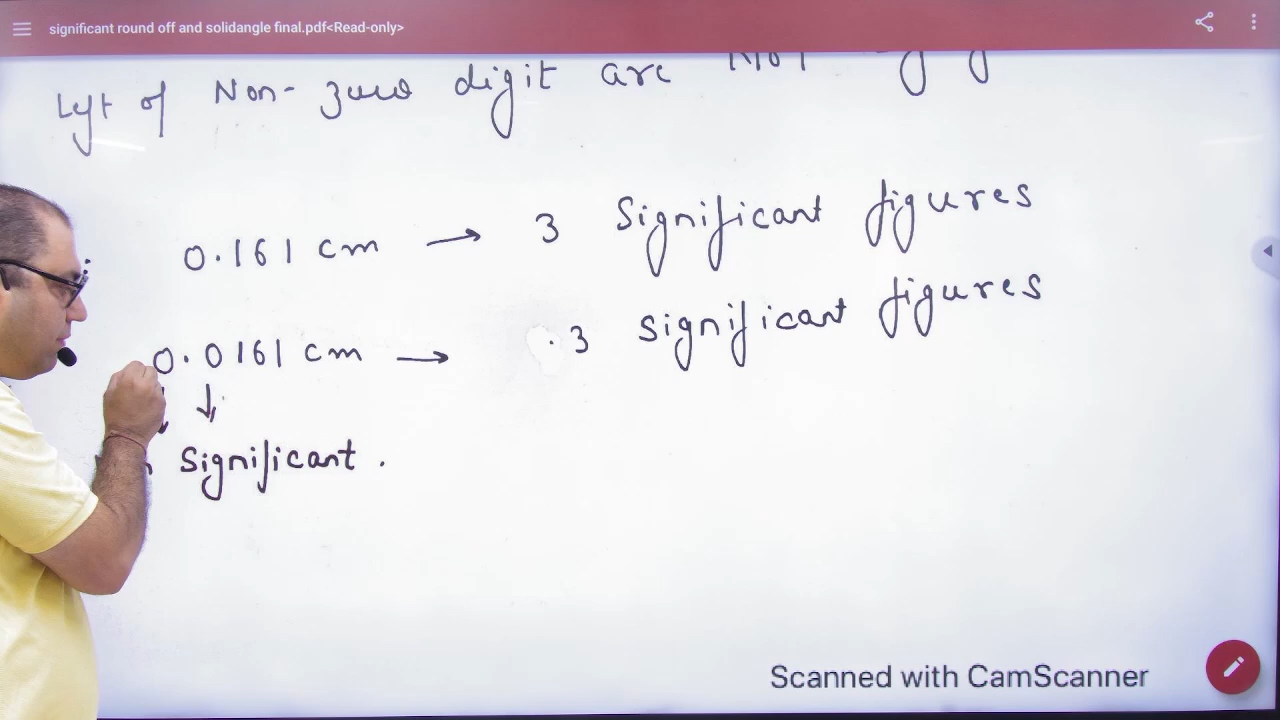 significant round off and solidangle final.pdf<Read-only>
Left of Non-zero digit are
0.161 cm → 3 Significant figures
0.0161 cm → .3 significant figures
↓ ↓
Significant .
Scanned with CamScanner